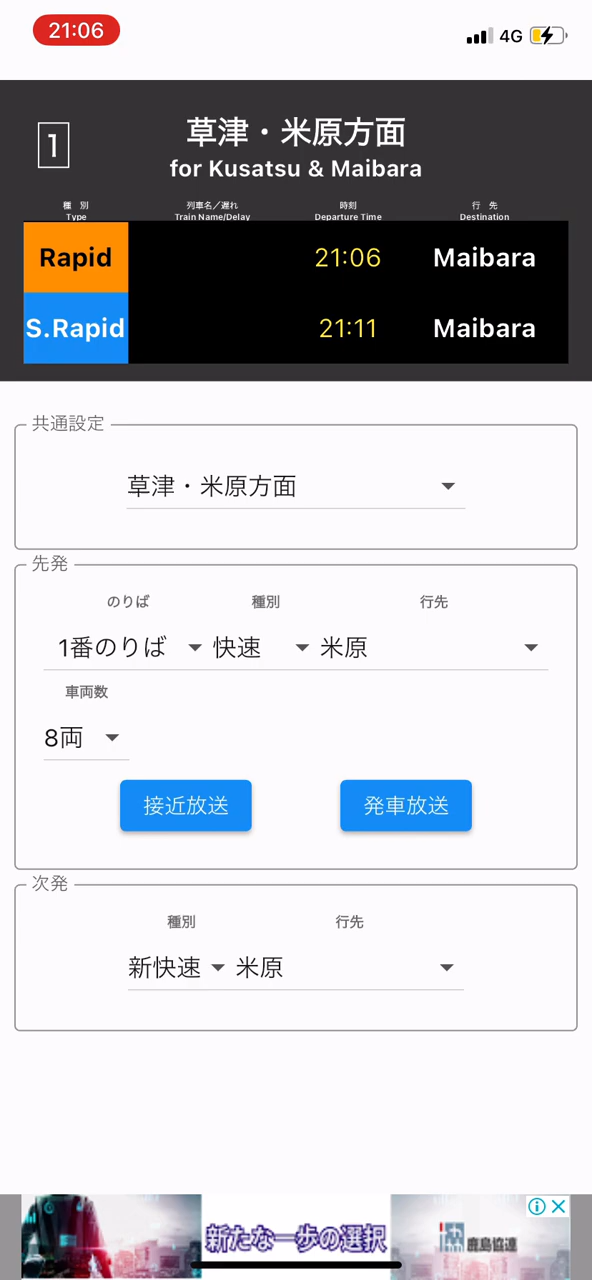 21:06
4G
1
草津・米原方面
for Kusatsu & Maibara
種 別 列車名／遅れ 時刻 行 先
Type Train Name/Delay Departure Time Destination
Rapid 21:06 Maibara
S.Rapid 21:11 Maibara
共通設定
草津・米原方面
先発
のりば 種別 行先
1番のりば 快速 米原
車両数
8両
接近放送 発車放送
次発
種別 行先
新快速 米原
新たな一歩の選択
鹿島協連